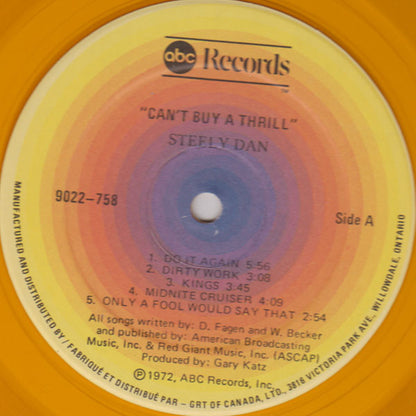 abc Records
TM
"CAN'T BUY A THRILL"
STEELY DAN
9022-758
Side A
1. DO IT AGAIN 5:56
2. DIRTY WORK 3:08
3. KINGS 3:45
4. MIDNITE CRUISER 4:09
5. ONLY A FOOL WOULD SAY THAT 2:54
All songs written by: D. Fagen and W. Becker
and published by: American Broadcasting
Music, Inc. & Red Giant Music, Inc. (ASCAP)
Produced by: Gary Katz
Ⓟ1972, ABC Records, Inc.
MANUFACTURED AND DISTRIBUTED BY / FABRIQUÉ ET DISTRIBUÉ PAR – GRT OF CANADA, LTD., 3816 VICTORIA PARK AVE., WILLOWDALE, ONTARIO